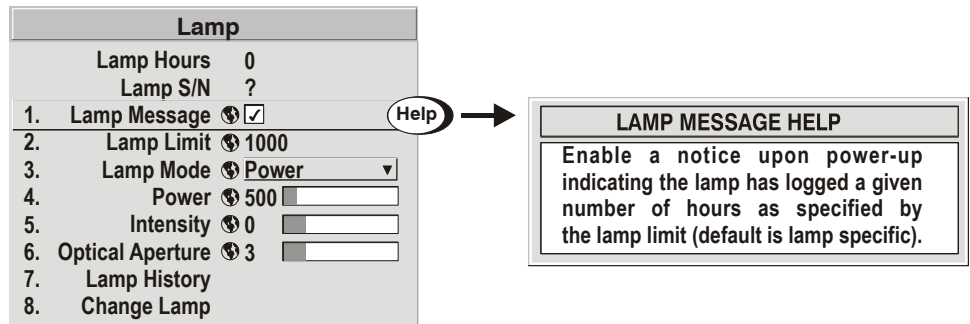 Lamp
Lamp Hours 0
Lamp S/N ?
1. Lamp Message ✓
2. Lamp Limit 1000
3. Lamp Mode Power ▼
4. Power 500
5. Intensity 0
6. Optical Aperture 3
7. Lamp History
8. Change Lamp
Help
LAMP MESSAGE HELP
Enable a notice upon power-up
indicating the lamp has logged a given
number of hours as specified by
the lamp limit (default is lamp specific).